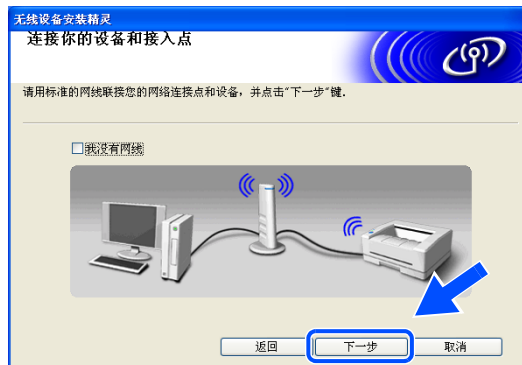 无线设备安装精灵
连接你的设备和接入点
请用标准的网线联接您的网络连接点和设备，并点击"下一步"键.
我没有网线
返回 下一步 取消